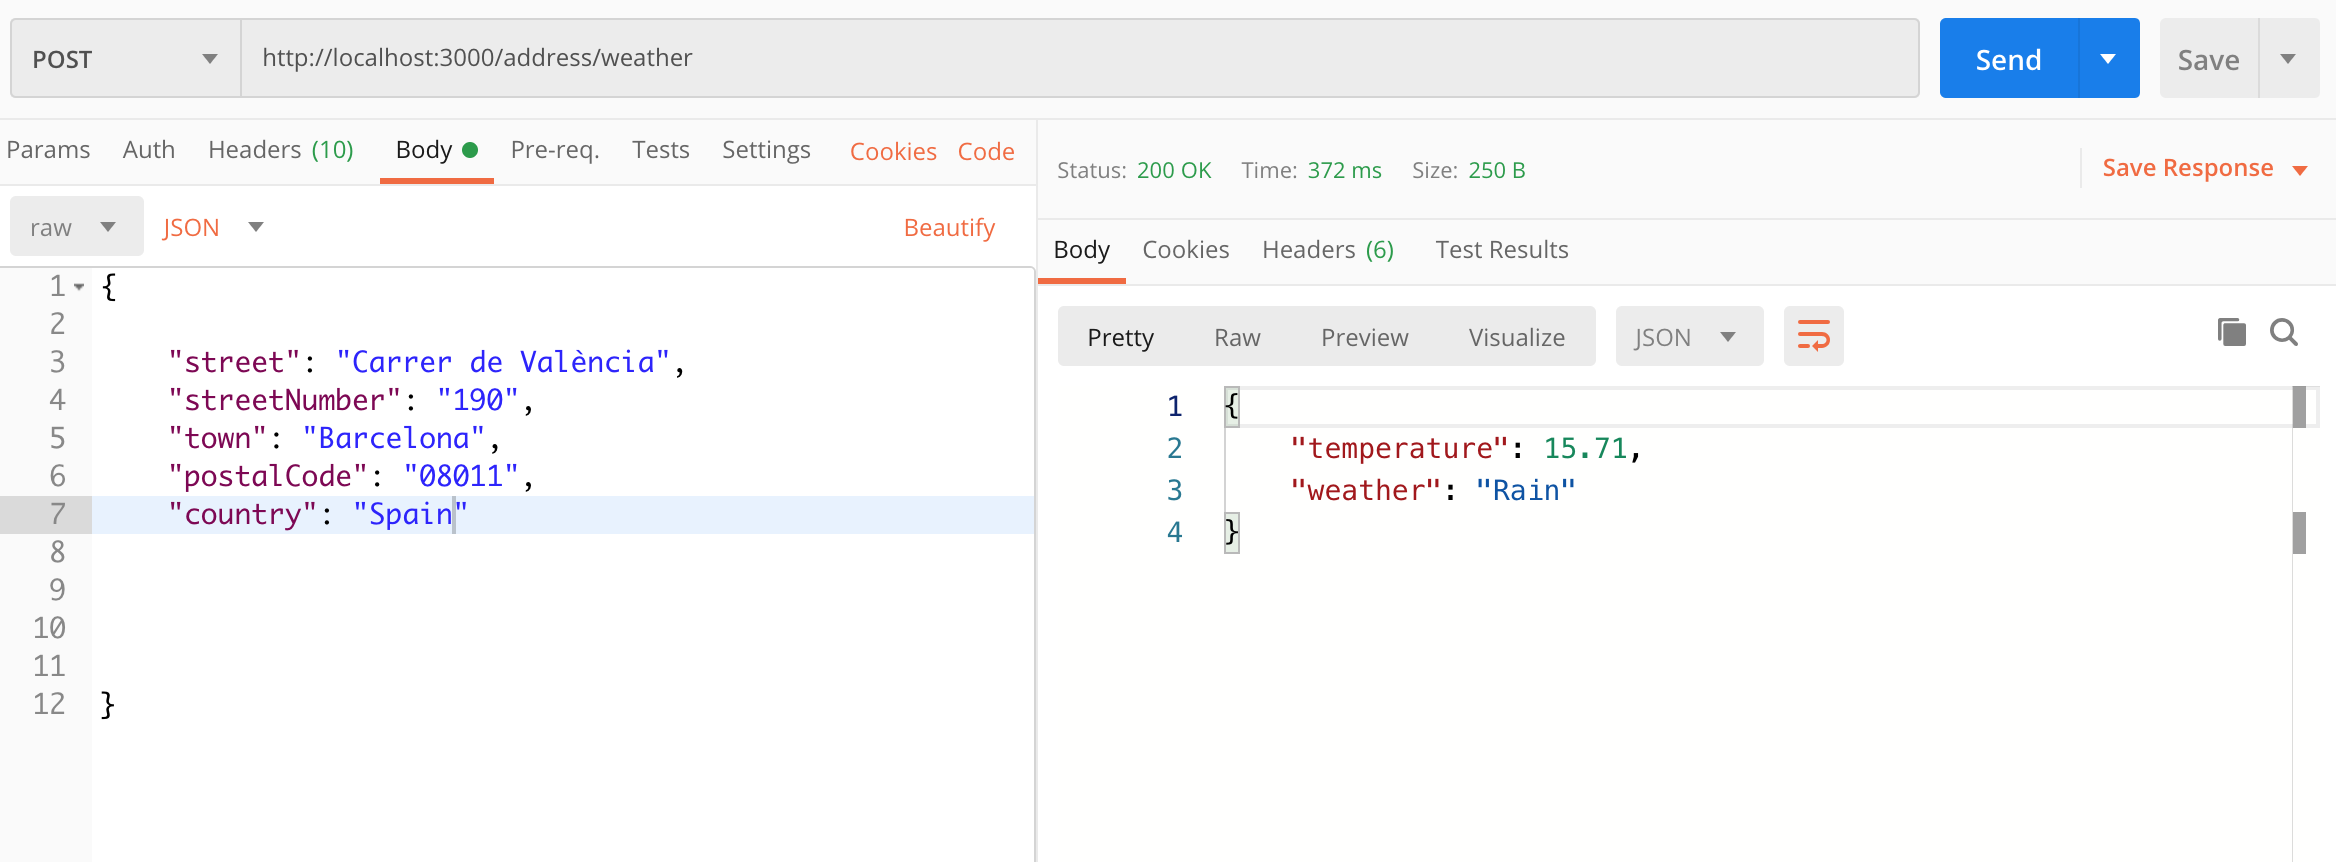 POST http://localhost:3000/address/weather Send Save
Params Auth Headers (10) Body Pre-req. Tests Settings Cookies Code
raw JSON Beautify
1 {
2
3 "street": "Carrer de València",
4 "streetNumber": "190",
5 "town": "Barcelona",
6 "postalCode": "08011",
7 "country": "Spain"
8
9
10
11
12 }
Status: 200 OK Time: 372 ms Size: 250 B Save Response
Body Cookies Headers (6) Test Results
Pretty Raw Preview Visualize JSON
1 {
2 "temperature": 15.71,
3 "weather": "Rain"
4 }